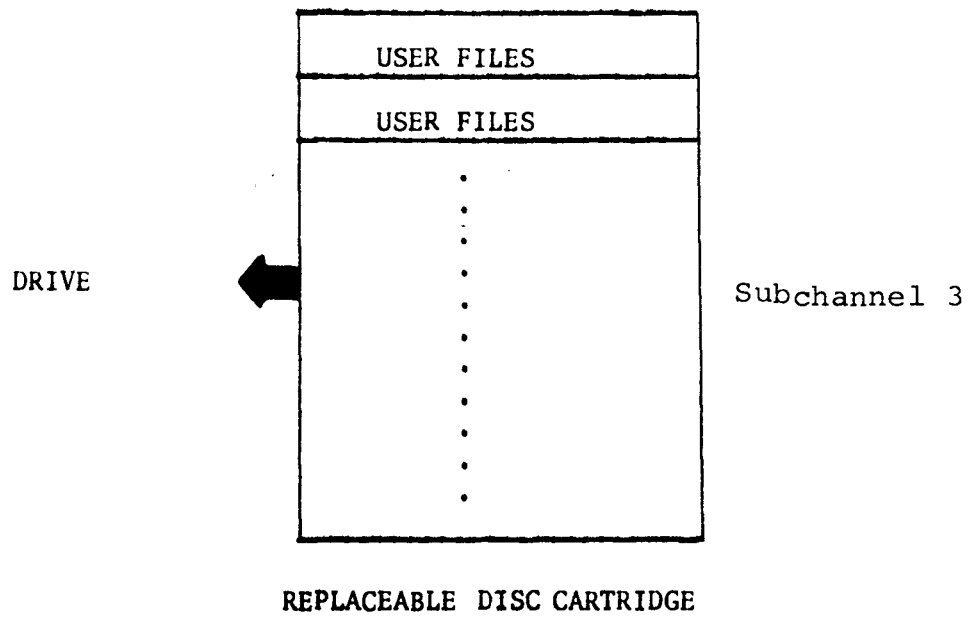 USER FILES
USER FILES
DRIVE
Subchannel 3
REPLACEABLE DISC CARTRIDGE